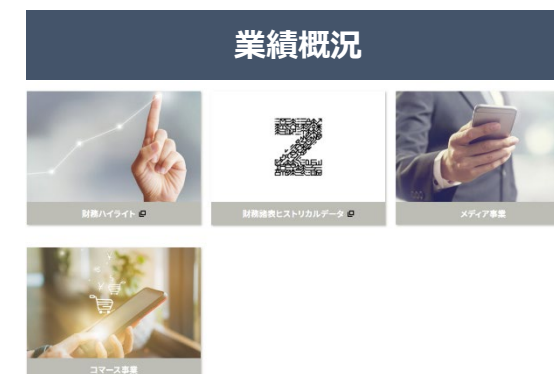 業績概況
財務ハイライト
財務諸表ヒストリカルデータ
メディア事業
コマース事業